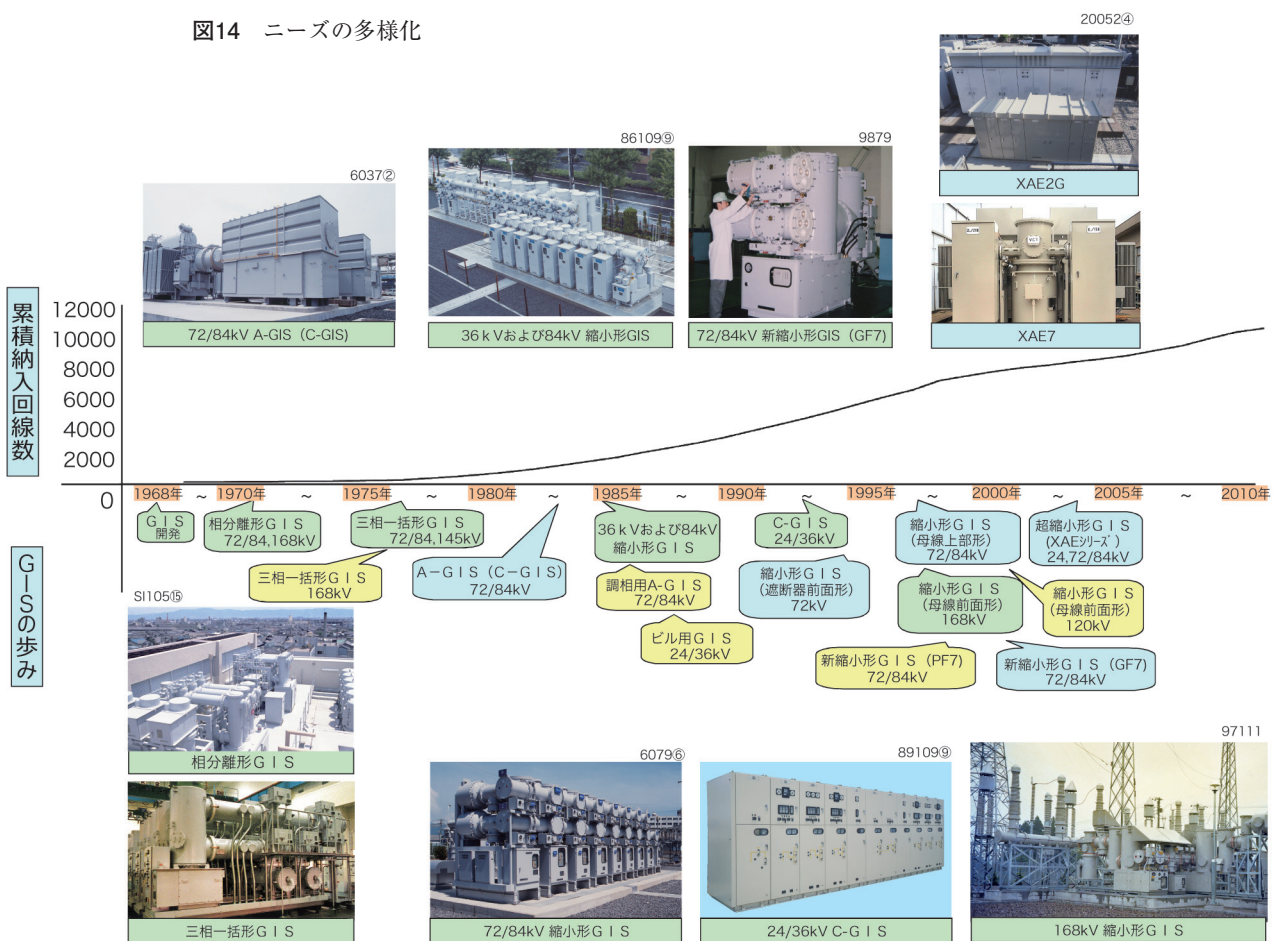 図14　ニーズの多様化
20052④
XAE2G
XAE7
6037②
72/84kV A-GIS（C-GIS）
86109⑨
36ｋVおよび84kV 縮小形GIS
9879
72/84kV 新縮小形GIS（GF7）
VCT
累積納入回線数
12000
10000
8000
6000
4000
2000
0
1968年 ～ 1970年 ～ 1975年 ～ 1980年 ～ 1985年 ～ 1990年 ～ 1995年 ～ 2000年 ～ 2005年 ～ 2010年
GＩSの歩み
GＩS
開発
相分離形GＩS
72/84,168kV
三相一括形GＩS
72/84,145kV
三相一括形GＩS
168kV
A－GＩS（C－GＩS）
72/84kV
36ｋVおよび84kV
縮小形GＩS
調相用A-GＩS
72/84kV
ビル用GＩS
24/36kV
C-GＩS
24/36kV
縮小形GＩS
（遮断器前面形）
72kV
縮小形GＩS
（母線上部形）
72/84kV
縮小形GＩS
（母線前面形）
168kV
新縮小形GＩS（PF7）
72/84kV
超縮小形GＩS
(XAEｼﾘｰｽﾞ)
24,72/84kV
縮小形GＩS
（母線前面形）
120kV
新縮小形GＩS（GF7）
72/84kV
SI105⑮
相分離形GＩS
三相一括形GＩS
6079⑥
72/84kV 縮小形GＩS
89109⑨
24/36kV C-GＩS
97111
168kV 縮小形GＩS